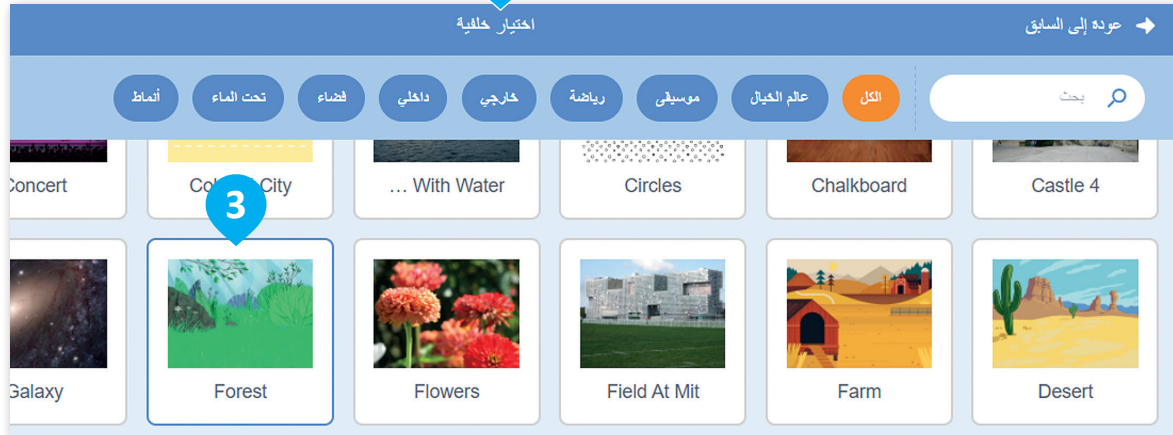 عودة إلى السابق
اختيار خلفية
بحث
الكل
عالم الخيال
موسيقى
رياضة
خارجي
داخلي
فضاء
تحت الماء
أنماط
Castle 4
Chalkboard
Circles
... With Water
City
Concert
3
Desert
Farm
Field At Mit
Flowers
Forest
Galaxy